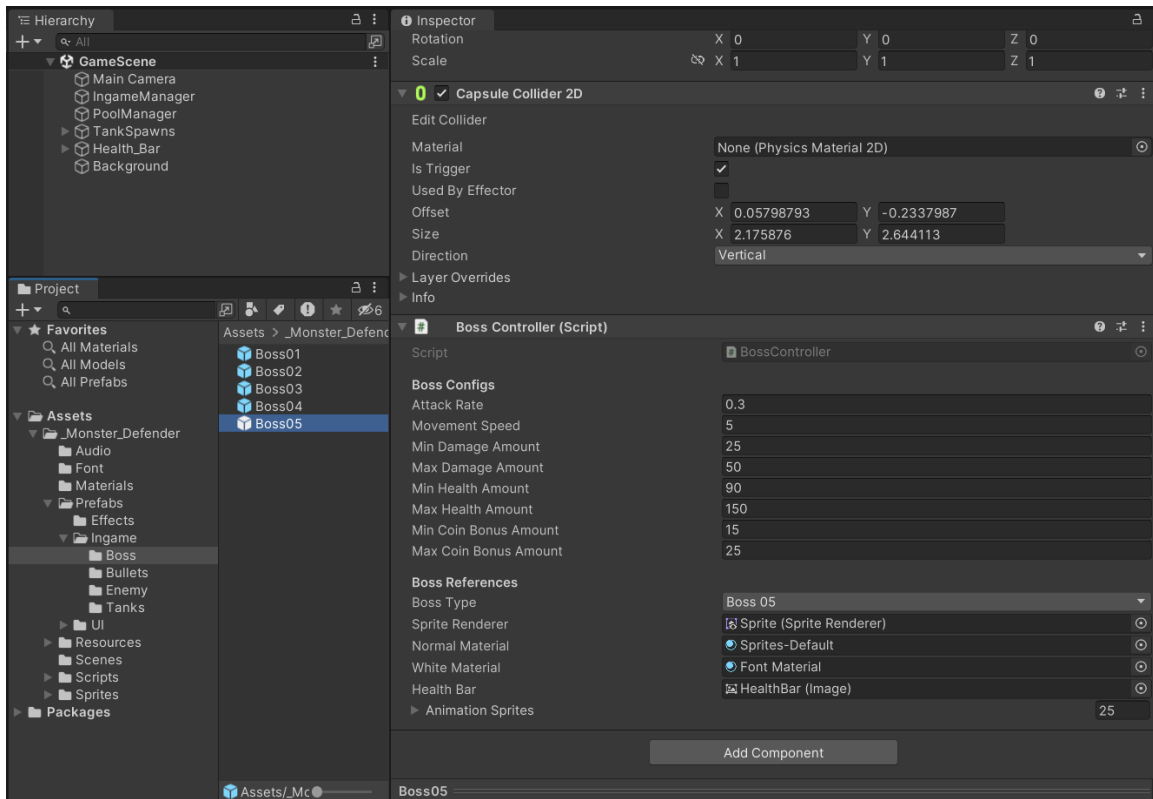 Hierarchy
All
GameScene
Main Camera
IngameManager
PoolManager
TankSpawns
Health_Bar
Background
Project
6
Favorites
All Materials
All Models
All Prefabs
Assets
_Monster_Defender
Audio
Font
Materials
Prefabs
Effects
Ingame
Boss
Bullets
Enemy
Tanks
UI
Resources
Scenes
Scripts
Sprites
Packages
Assets > _Monster_Defend
Boss01
Boss02
Boss03
Boss04
Boss05
Assets/_Mc
Inspector
Rotation X 0 Y 0 Z 0
Scale X 1 Y 1 Z 1
Capsule Collider 2D
Edit Collider
Material None (Physics Material 2D)
Is Trigger
Used By Effector
Offset X 0.05798793 Y -0.2337987
Size X 2.175876 Y 2.644113
Direction Vertical
Layer Overrides
Info
# Boss Controller (Script)
Script BossController
Boss Configs
Attack Rate 0.3
Movement Speed 5
Min Damage Amount 25
Max Damage Amount 50
Min Health Amount 90
Max Health Amount 150
Min Coin Bonus Amount 15
Max Coin Bonus Amount 25
Boss References
Boss Type Boss 05
Sprite Renderer Sprite (Sprite Renderer)
Normal Material Sprites-Default
White Material Font Material
Health Bar HealthBar (Image)
Animation Sprites 25
Add Component
Boss05